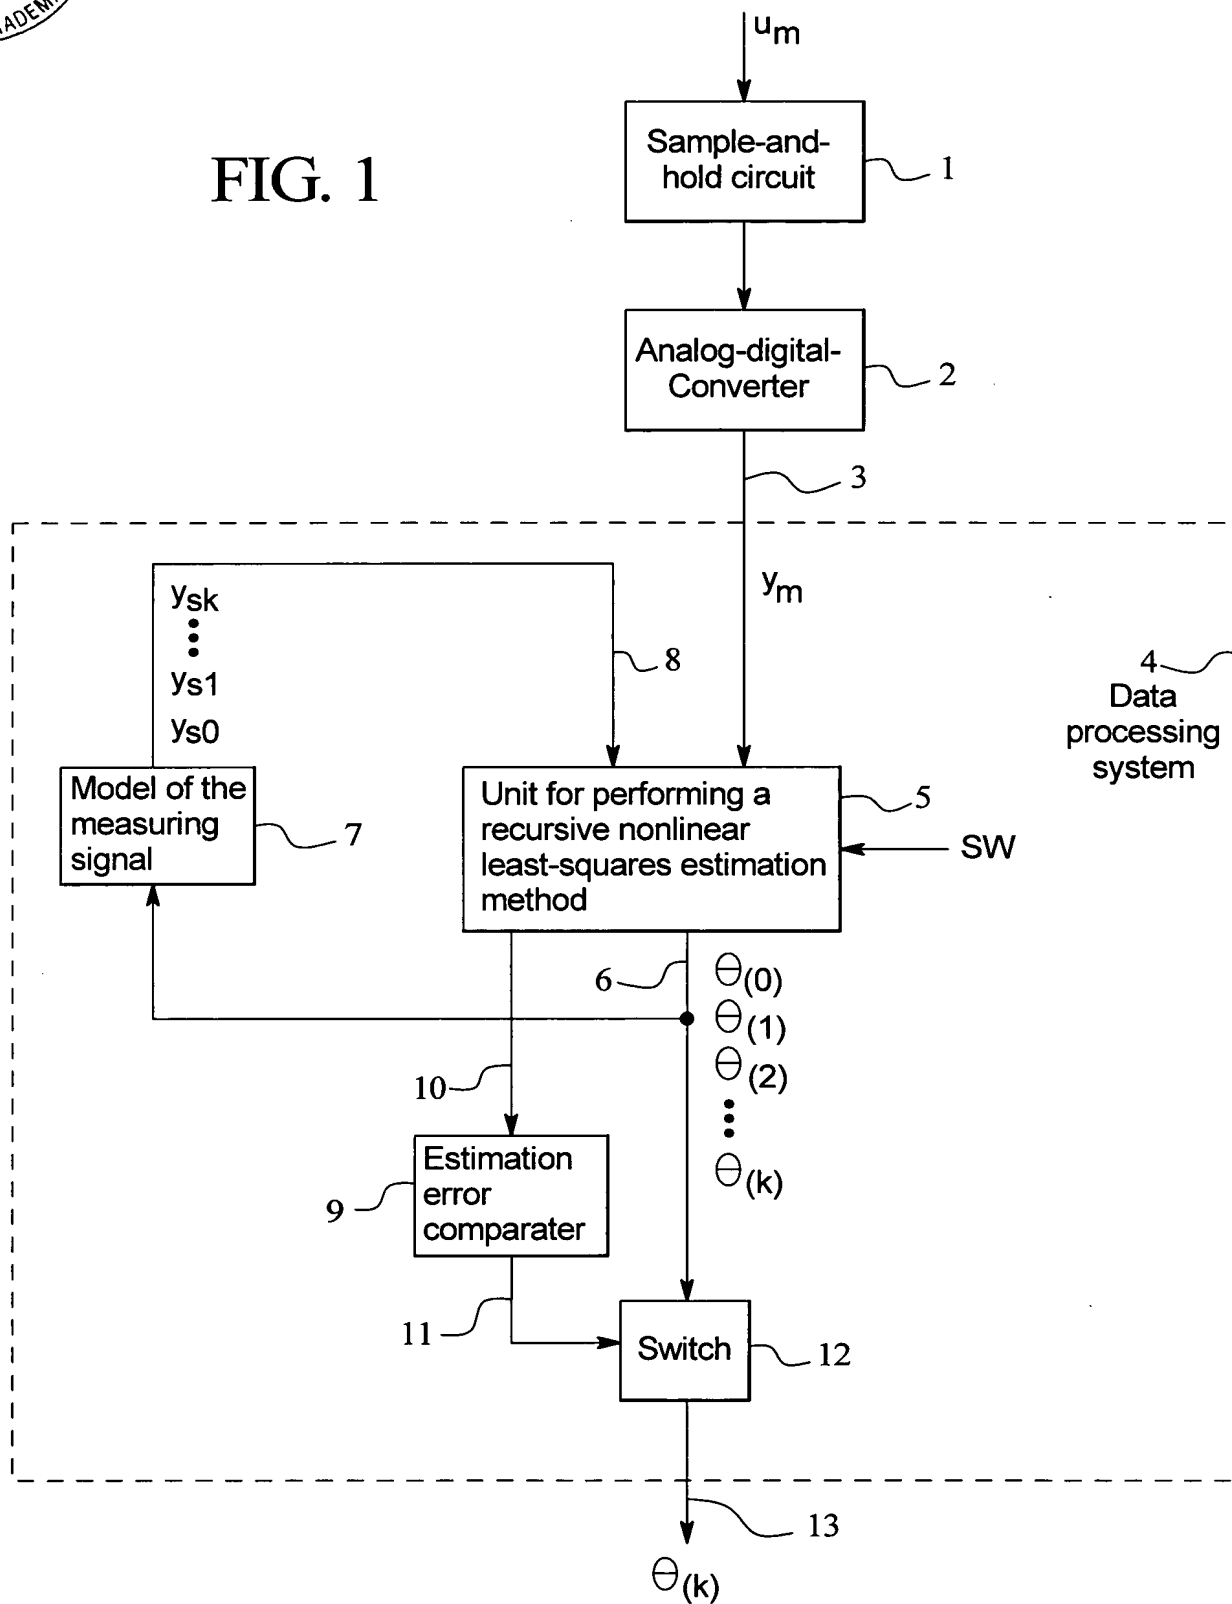 u_m
FIG. 1
Sample-and-
hold circuit
1
Analog-digital-
Converter
2
3
y_m
y_sk
⋮
y_s1
y_s0
8
4
Data
processing
system
Model of the
measuring
signal
7
Unit for performing a
recursive nonlinear
least-squares estimation
method
5
SW
6
Θ(0)
Θ(1)
Θ(2)
⋮
Θ(k)
10
Estimation
error
comparater
9
11
Switch
12
13
Θ(k)